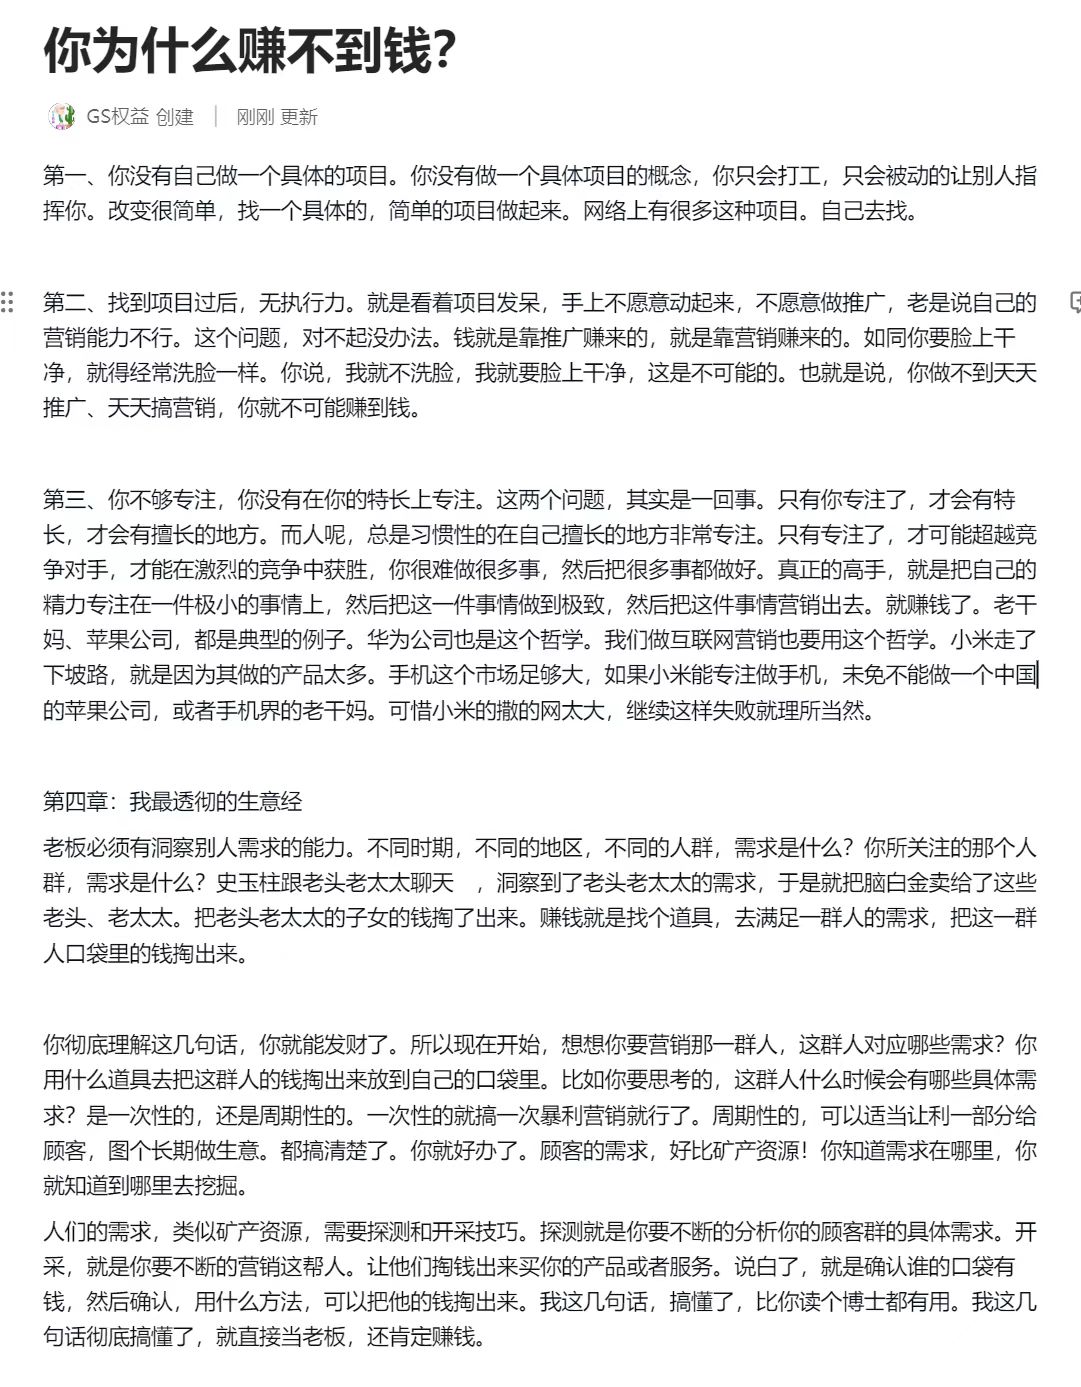 你为什么赚不到钱？
GS权益 创建 | 刚刚 更新
第一、你没有自己做一个具体的项目。你没有做一个具体项目的概念，你只会打工，只会被动的让别人指
挥你。改变很简单，找一个具体的，简单的项目做起来。网络上有很多这种项目。自己去找。
第二、找到项目过后，无执行力。就是看着项目发呆，手上不愿意动起来，不愿意做推广，老是说自己的
营销能力不行。这个问题，对不起没办法。钱就是靠推广赚来的，就是靠营销赚来的。如同你要脸上干
净，就得经常洗脸一样。你说，我就不洗脸，我就要脸上干净，这是不可能的。也就是说，你做不到天天
推广、天天搞营销，你就不可能赚到钱。
第三、你不够专注，你没有在你的特长上专注。这两个问题，其实是一回事。只有你专注了，才会有特
长，才会有擅长的地方。而人呢，总是习惯性的在自己擅长的地方非常专注。只有专注了，才可能超越竞
争对手，才能在激烈的竞争中获胜，你很难做很多事，然后把很多事都做好。真正的高手，就是把自己的
精力专注在一件极小的事情上，然后把这一件事情做到极致，然后把这件事情营销出去。就赚钱了。老干
妈、苹果公司，都是典型的例子。华为公司也是这个哲学。我们做互联网营销也要用这个哲学。小米走了
下坡路，就是因为其做的产品太多。手机这个市场足够大，如果小米能专注做手机，未免不能做一个中国
的苹果公司，或者手机界的老干妈。可惜小米的撒的网太大，继续这样失败就理所当然。
第四章：我最透彻的生意经
老板必须有洞察别人需求的能力。不同时期，不同的地区，不同的人群，需求是什么？你所关注的那个人
群，需求是什么？史玉柱跟老头老太太聊天 ，洞察到了老头老太太的需求，于是就把脑白金卖给了这些
老头、老太太。把老头老太太的子女的钱掏了出来。赚钱就是找个道具，去满足一群人的需求，把这一群
人口袋里的钱掏出来。
你彻底理解这几句话，你就能发财了。所以现在开始，想想你要营销那一群人，这群人对应哪些需求？你
用什么道具去把这群人的钱掏出来放到自己的口袋里。比如你要思考的，这群人什么时候会有哪些具体需
求？是一次性的，还是周期性的。一次性的就搞一次暴利营销就行了。周期性的，可以适当让利一部分给
顾客，图个长期做生意。都搞清楚了。你就好办了。顾客的需求，好比矿产资源！你知道需求在哪里，你
就知道到哪里去挖掘。
人们的需求，类似矿产资源，需要探测和开采技巧。探测就是你要不断的分析你的顾客群的具体需求。开
采，就是你要不断的营销这帮人。让他们掏钱出来买你的产品或者服务。说白了，就是确认谁的口袋有
钱，然后确认，用什么方法，可以把他的钱掏出来。我这几句话，搞懂了，比你读个博士都有用。我这几
句话彻底搞懂了，就直接当老板，还肯定赚钱。